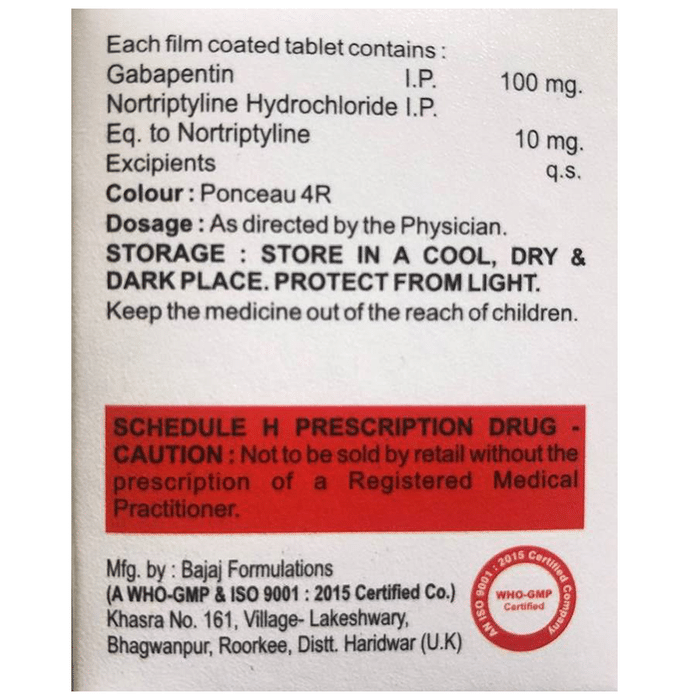 Each film coated tablet contains :
Gabapentin I.P. 100 mg.
Nortriptyline Hydrochloride I.P.
Eq. to Nortriptyline 10 mg.
Excipients q.s.
Colour : Ponceau 4R
Dosage : As directed by the Physician.
STORAGE : STORE IN A COOL, DRY &
DARK PLACE. PROTECT FROM LIGHT.
Keep the medicine out of the reach of children.
SCHEDULE H PRESCRIPTION DRUG -
CAUTION : Not to be sold by retail without the
prescription of a Registered Medical
Practitioner.
Mfg. by : Bajaj Formulations
(A WHO-GMP & ISO 9001 : 2015 Certified Co.)
Khasra No. 161, Village- Lakeshwary,
Bhagwanpur, Roorkee, Distt. Haridwar (U.K)
AN ISO 9001 : 2015 Certified Company
WHO-GMP
Certified